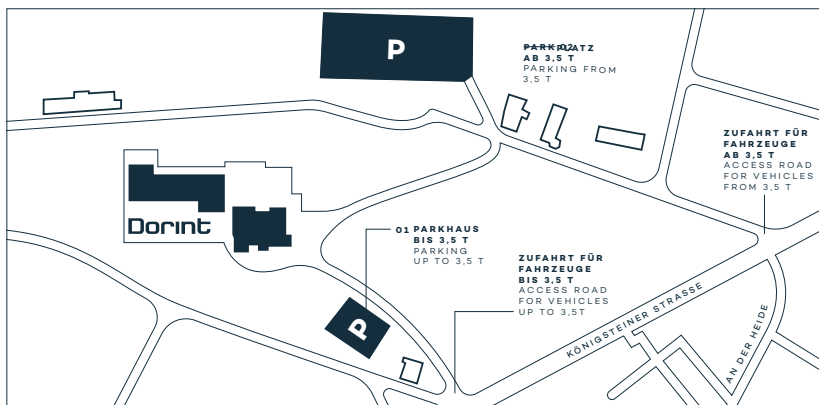 P
PARKPLATZ
02
AB 3,5 T
PARKING FROM
3,5 T
ZUFAHRT FÜR
FAHRZEUGE
AB 3,5 T
ACCESS ROAD
FOR VEHICLES
FROM 3,5 T
Dorint
01 PARKHAUS
BIS 3,5 T
PARKING
UP TO 3,5 T
ZUFAHRT FÜR
FAHRZEUGE
BIS 3,5 T
ACCESS ROAD
FOR VEHICLES
UP TO 3,5T
P
KÖNIGSTEINER STRASSE
AN DER HEIDE